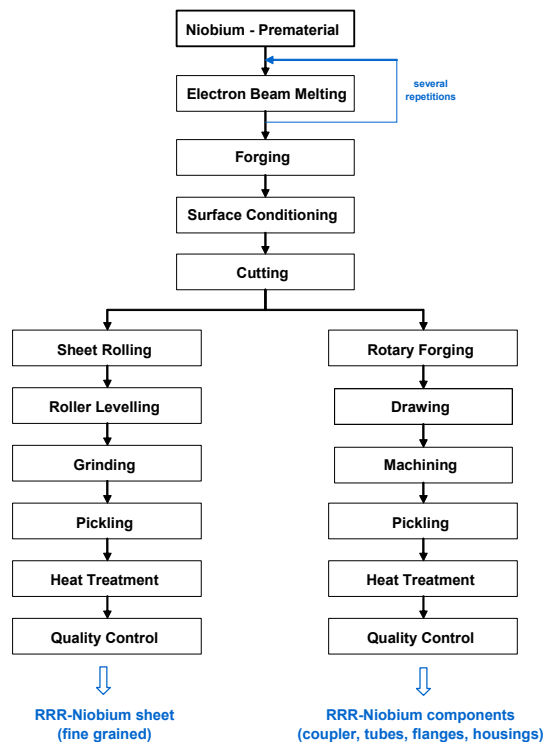 Niobium - Prematerial
Electron Beam Melting
several
repetitions
Forging
Surface Conditioning
Cutting
Sheet Rolling
Roller Levelling
Grinding
Pickling
Heat Treatment
Quality Control
RRR-Niobium sheet
(fine grained)
Rotary Forging
Drawing
Machining
Pickling
Heat Treatment
Quality Control
RRR-Niobium components
(coupler, tubes, flanges, housings)